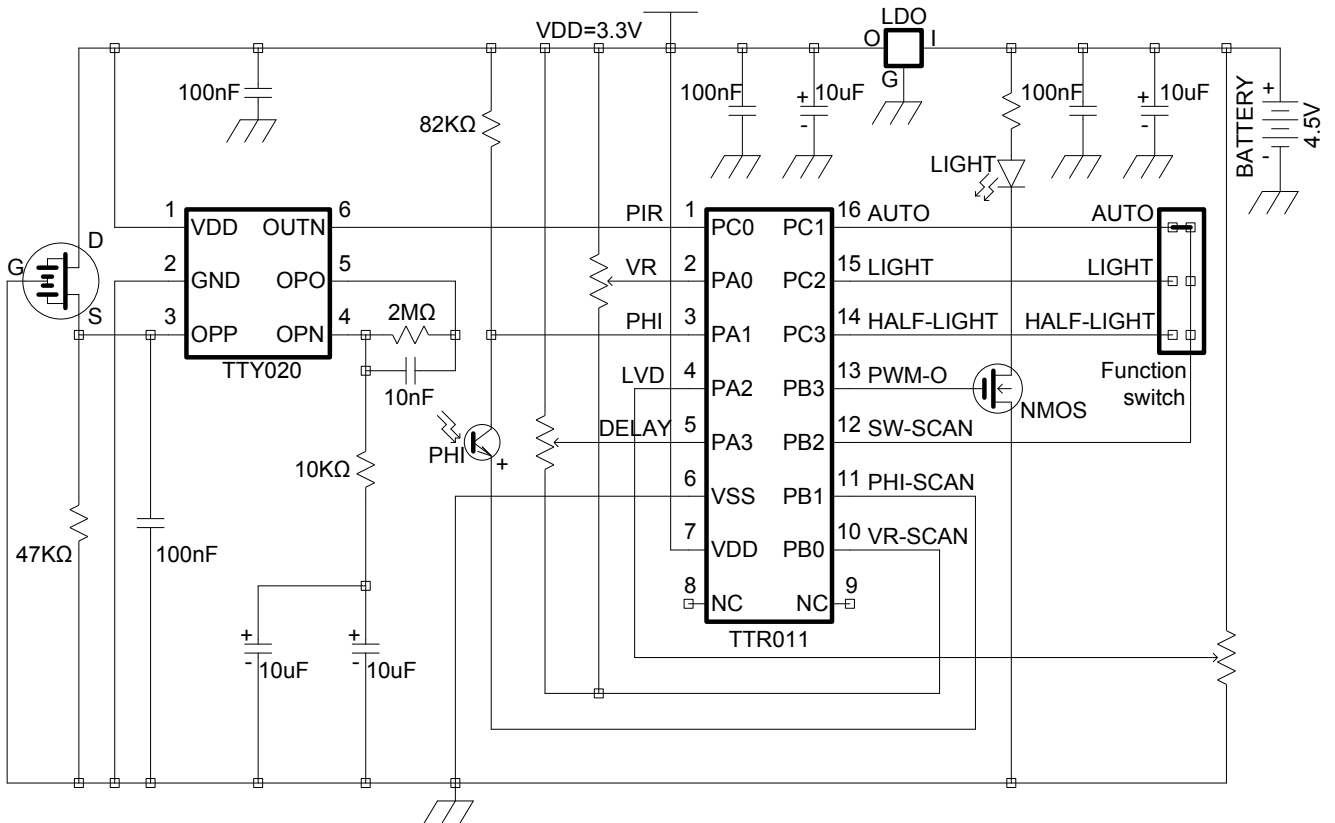 LDO
VDD=3.3V
O
I
G
100nF
82KΩ
100nF
+
10uF
-
100nF
+
10uF
-
BATTERY
+
-
4.5V
LIGHT
D
G
S
1
VDD
OUTN
6
2
GND
OPO
5
3
OPP
OPN
4
TTY020
2MΩ
10nF
10KΩ
47KΩ
100nF
+
-
10uF
+
-
10uF
PHI
+
PIR
1
PC0
PC1
16
AUTO
AUTO
VR
2
PA0
PC2
15
LIGHT
LIGHT
PHI
3
PA1
PC3
14
HALF-LIGHT
HALF-LIGHT
LVD
4
PA2
PB3
13
PWM-O
NMOS
Function
switch
DELAY
5
PA3
PB2
12
SW-SCAN
6
VSS
PB1
11
PHI-SCAN
7
VDD
PB0
10
VR-SCAN
8
NC
NC
9
TTR011